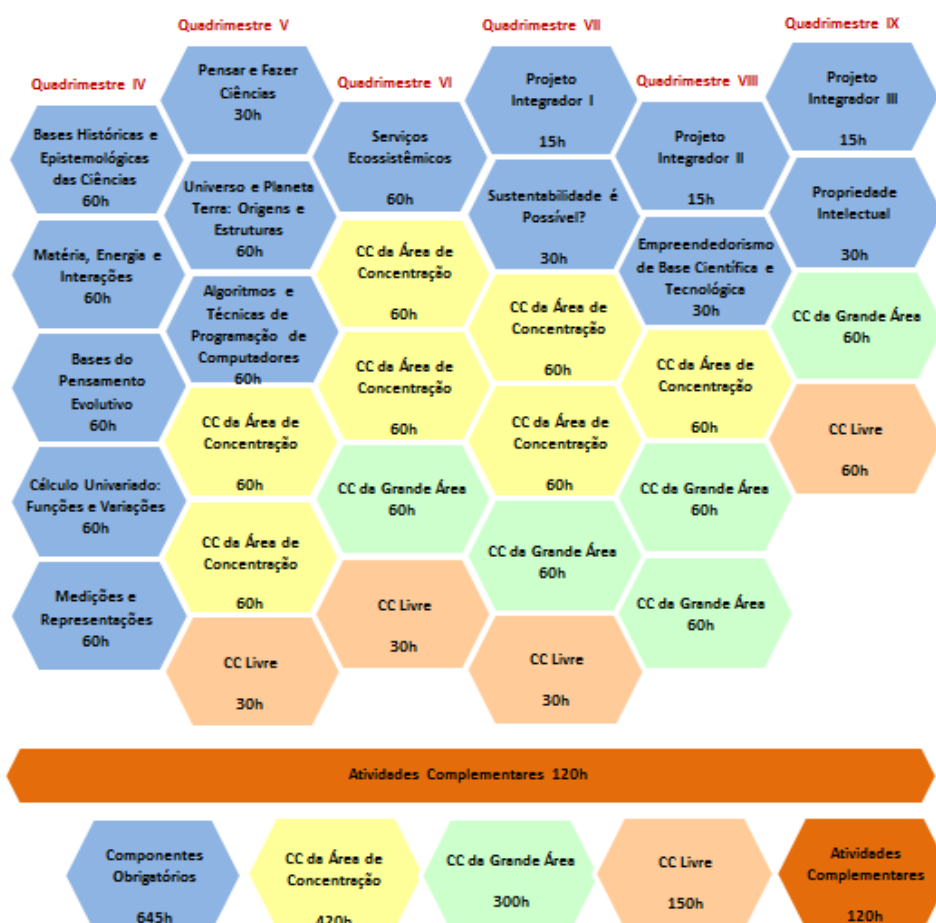 Quadrimestre IV
Bases Históricas e
Epistemológicas
das Ciências
60h
Matéria, Energia e
Interações
60h
Bases do
Pensamento
Evolutivo
60h
Cálculo Univariado:
Funções e Variações
60h
Medições e
Representações
60h
Quadrimestre V
Pensar e Fazer
Ciências
30h
Universo e Planeta
Terra: Origens e
Estruturas
60h
Algoritmos e
Técnicas de
Programação de
Computadores
60h
CC da Área de
Concentração
60h
CC da Área de
Concentração
60h
CC Livre
30h
Quadrimestre VI
Serviços
Ecossistêmicos
60h
CC da Área de
Concentração
60h
CC da Área de
Concentração
60h
CC da Grande Área
60h
CC Livre
30h
Quadrimestre VII
Projeto
Integrador I
15h
Sustentabilidade é
Possível?
30h
CC da Área de
Concentração
60h
CC da Área de
Concentração
60h
CC da Grande Área
60h
CC Livre
30h
Quadrimestre VIII
Projeto
Integrador II
15h
Empreendedorismo
de Base Científica e
Tecnológica
30h
CC da Área de
Concentração
60h
CC da Grande Área
60h
CC da Grande Área
60h
Quadrimestre IX
Projeto
Integrador III
15h
Propriedade
Intelectual
30h
CC da Grande Área
60h
CC Livre
60h
Atividades Complementares 120h
Componentes
Obrigatórios
645h
CC da Área de
Concentração
420h
CC da Grande Área
300h
CC Livre
150h
Atividades
Complementares
120h